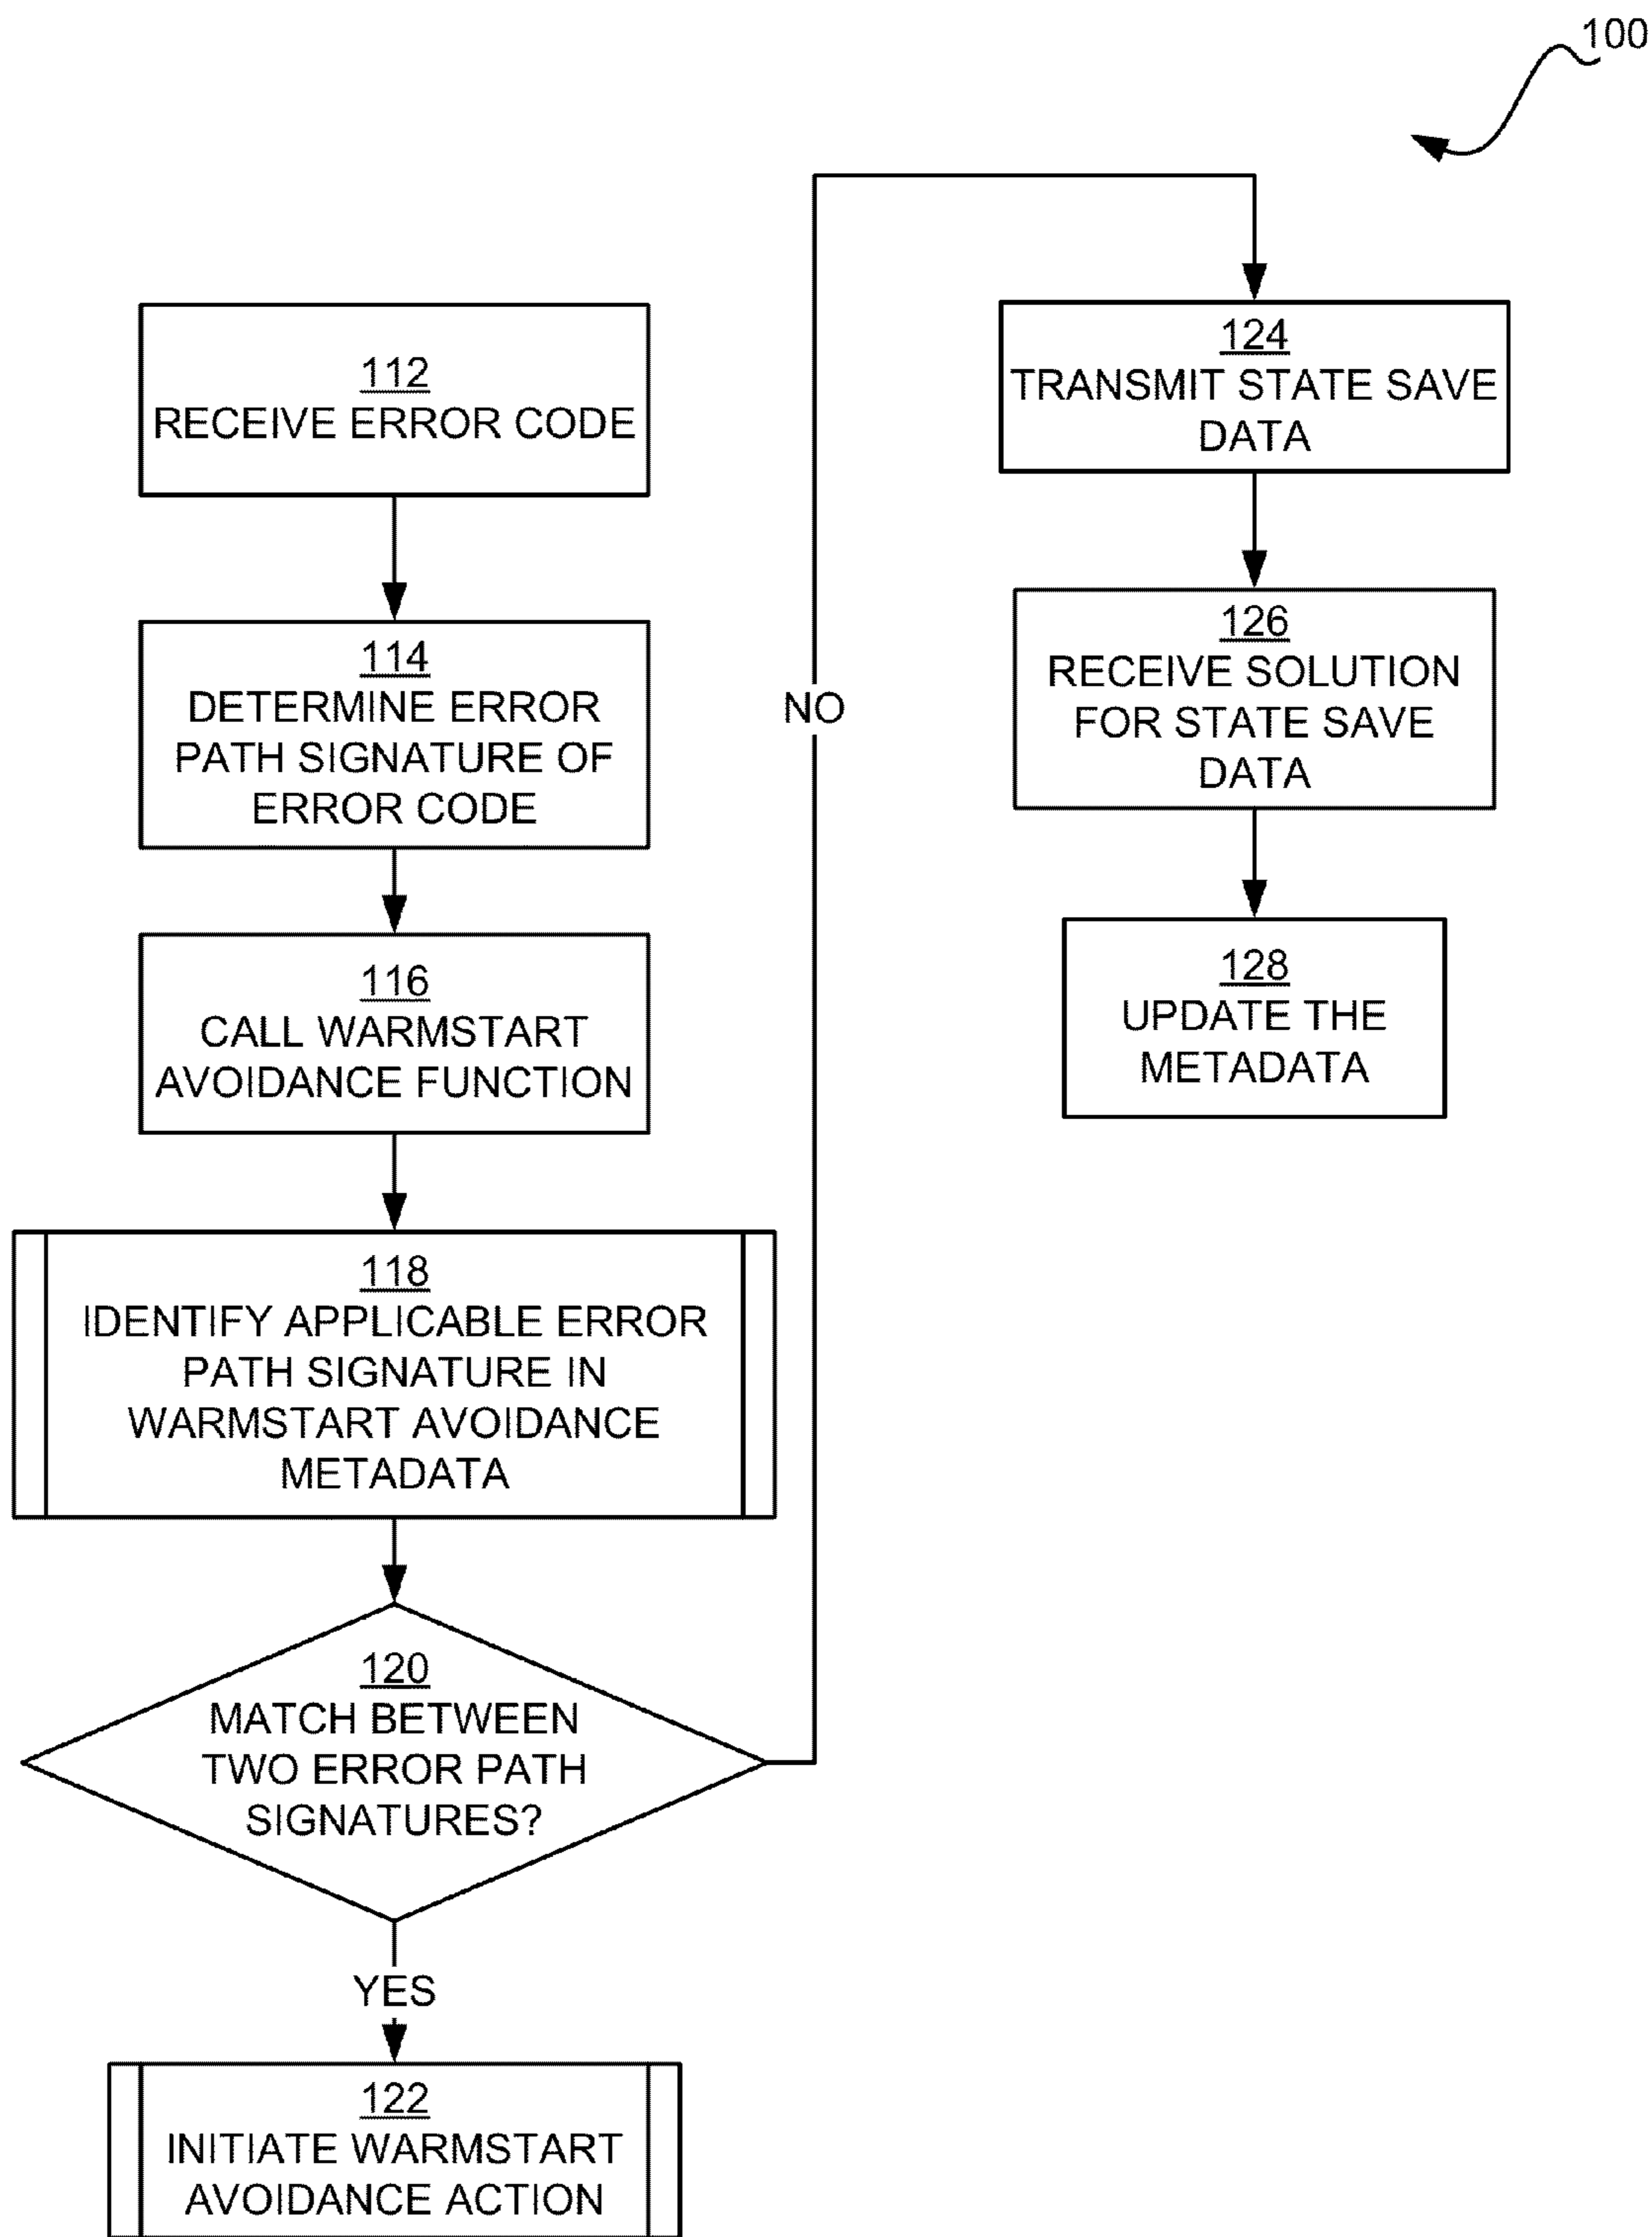 100
112
RECEIVE ERROR CODE
114
DETERMINE ERROR
PATH SIGNATURE OF
ERROR CODE
116
CALL WARMSTART
AVOIDANCE FUNCTION
118
IDENTIFY APPLICABLE ERROR
PATH SIGNATURE IN
WARMSTART AVOIDANCE
METADATA
120
MATCH BETWEEN
TWO ERROR PATH
SIGNATURES?
YES
122
INITIATE WARMSTART
AVOIDANCE ACTION
NO
124
TRANSMIT STATE SAVE
DATA
126
RECEIVE SOLUTION
FOR STATE SAVE
DATA
128
UPDATE THE
METADATA